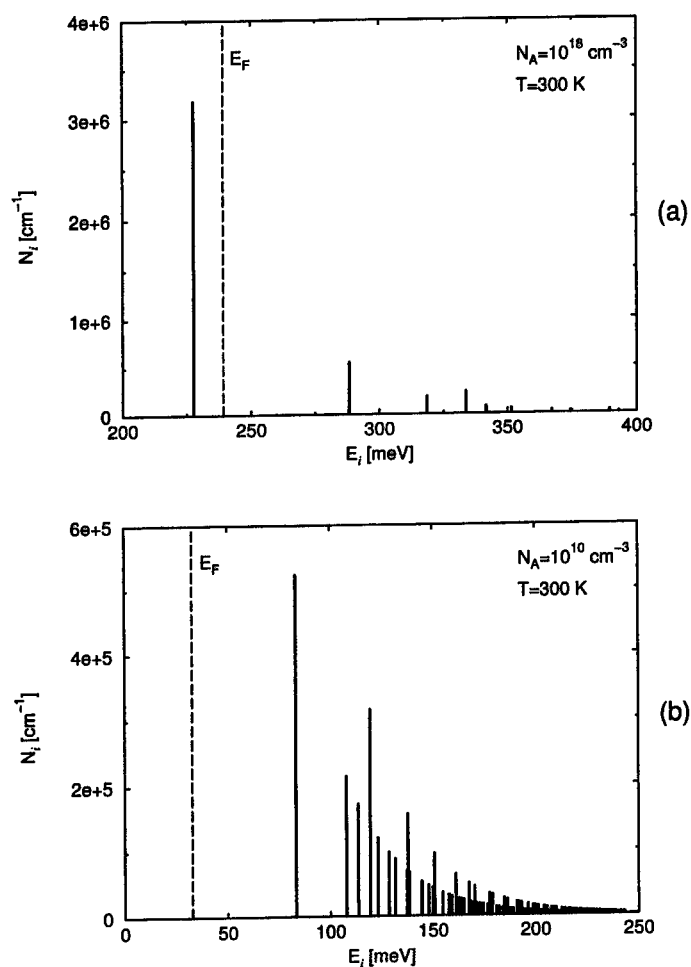 4e+6
E_F
N_A=10^18 cm^−3
T=300 K
3e+6
N_i [cm^−1]
2e+6
(a)
1e+6
0
200 250 300 350 400
E_i [meV]
6e+5
E_F
N_A=10^10 cm^−3
T=300 K
4e+5
N_i [cm^−1]
(b)
2e+5
0
0 50 100 150 200 250
E_i [meV]